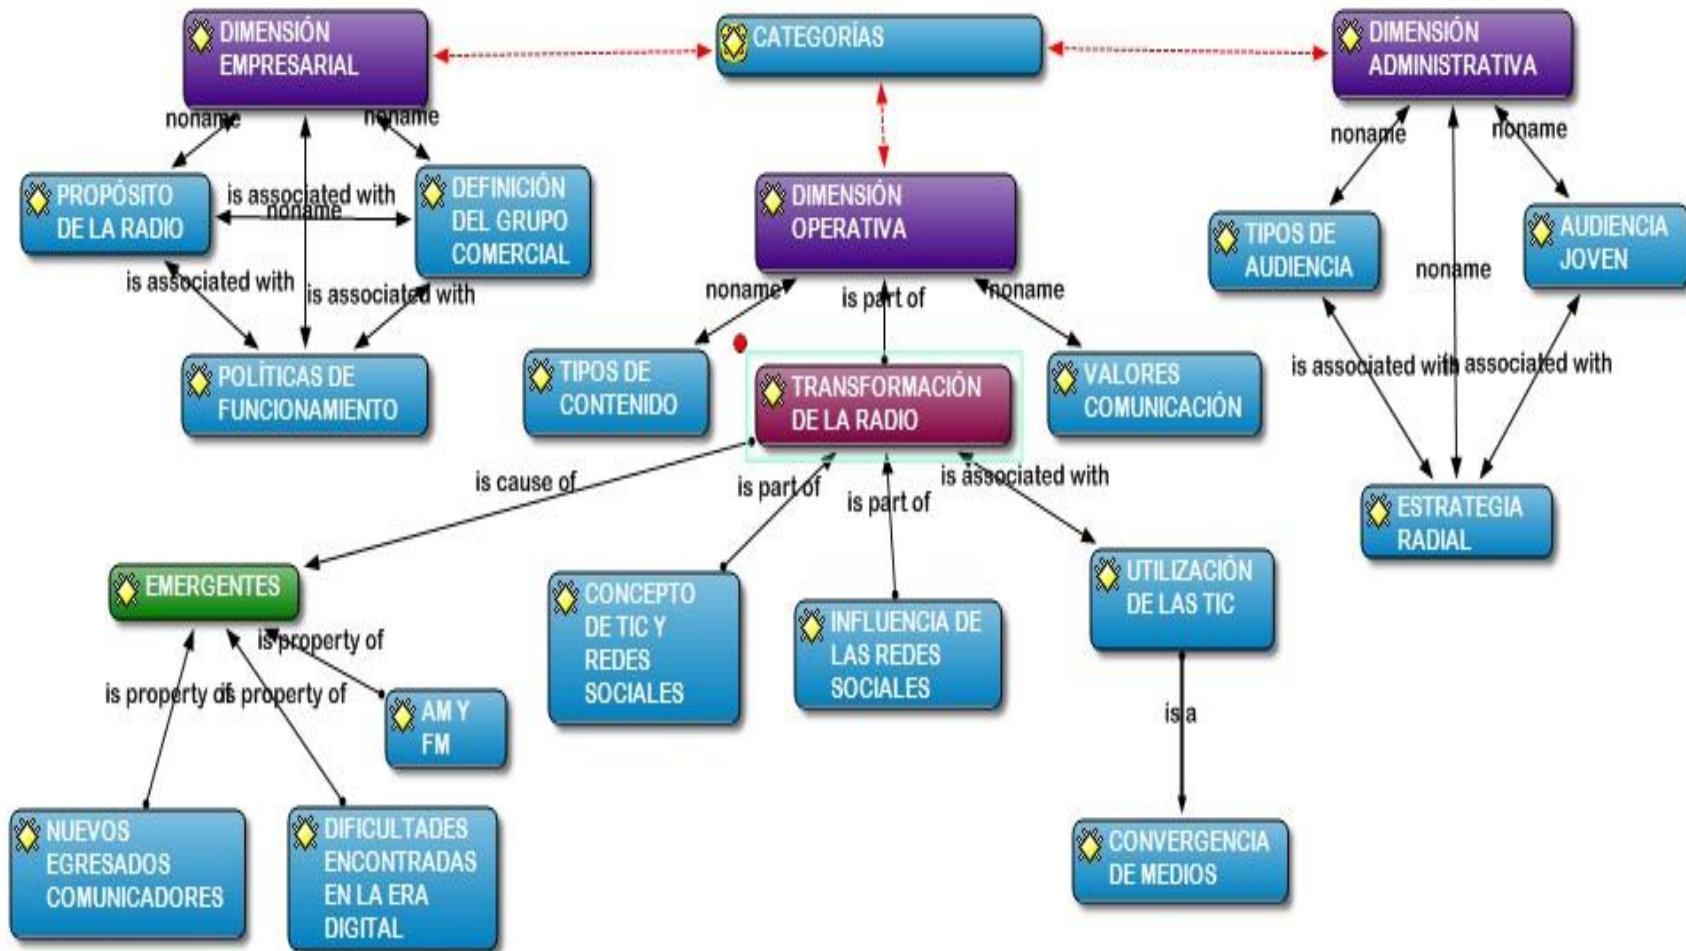 DIMENSIÓN
EMPRESARIAL
CATEGORÍAS
DIMENSIÓN
ADMINISTRATIVA
noname
noname
noname
noname
PROPÓSITO
DE LA RADIO
is associated with
noname
DEFINICIÓN
DEL GRUPO
COMERCIAL
DIMENSIÓN
OPERATIVA
TIPOS DE
AUDIENCIA
noname
AUDIENCIA
JOVEN
is associated with
is associated with
noname
is part of
noname
POLÍTICAS DE
FUNCIONAMIENTO
TIPOS DE
CONTENIDO
TRANSFORMACIÓN
DE LA RADIO
VALORES
COMUNICACIÓN
is associated with
is associated with
is cause of
is part of
is part of
is associated with
ESTRATEGIA
RADIAL
EMERGENTES
CONCEPTO
DE TIC Y
REDES
SOCIALES
INFLUENCIA DE
LAS REDES
SOCIALES
UTILIZACIÓN
DE LAS TIC
is property of
is property of
is property of
AM Y
FM
is a
NUEVOS
EGRESADOS
COMUNICADORES
DIFICULTADES
ENCONTRADAS
EN LA ERA
DIGITAL
CONVERGENCIA
DE MEDIOS